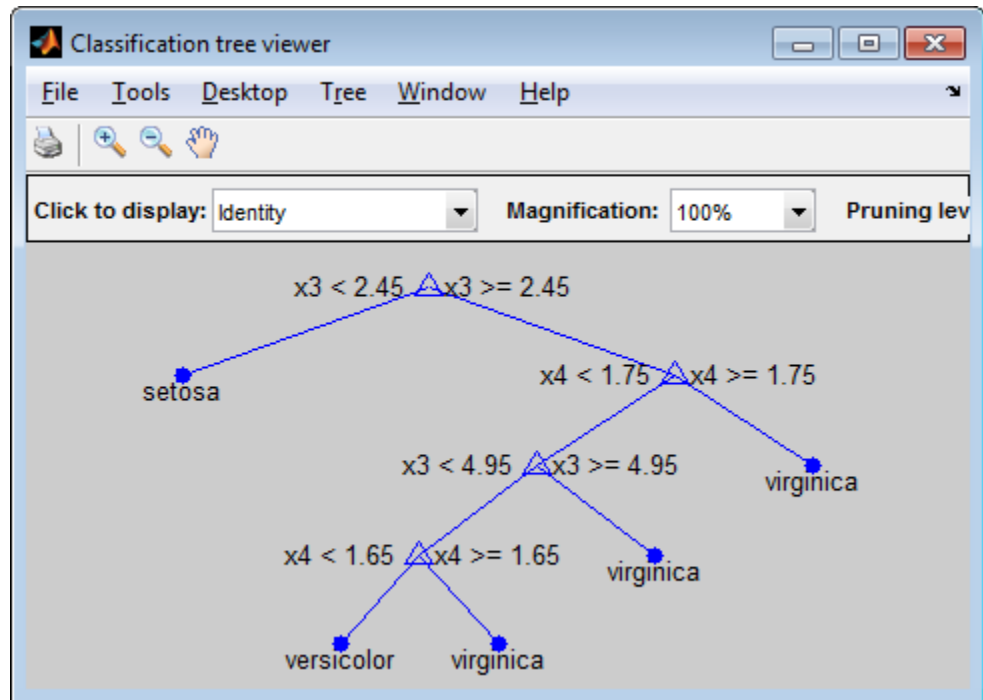 Classification tree viewer
File Tools Desktop Tree Window Help
Click to display: Identity Magnification: 100% Pruning lev
x3 < 2.45 x3 >= 2.45
setosa
x4 < 1.75 x4 >= 1.75
x3 < 4.95 x3 >= 4.95
virginica
x4 < 1.65 x4 >= 1.65
virginica
versicolor virginica